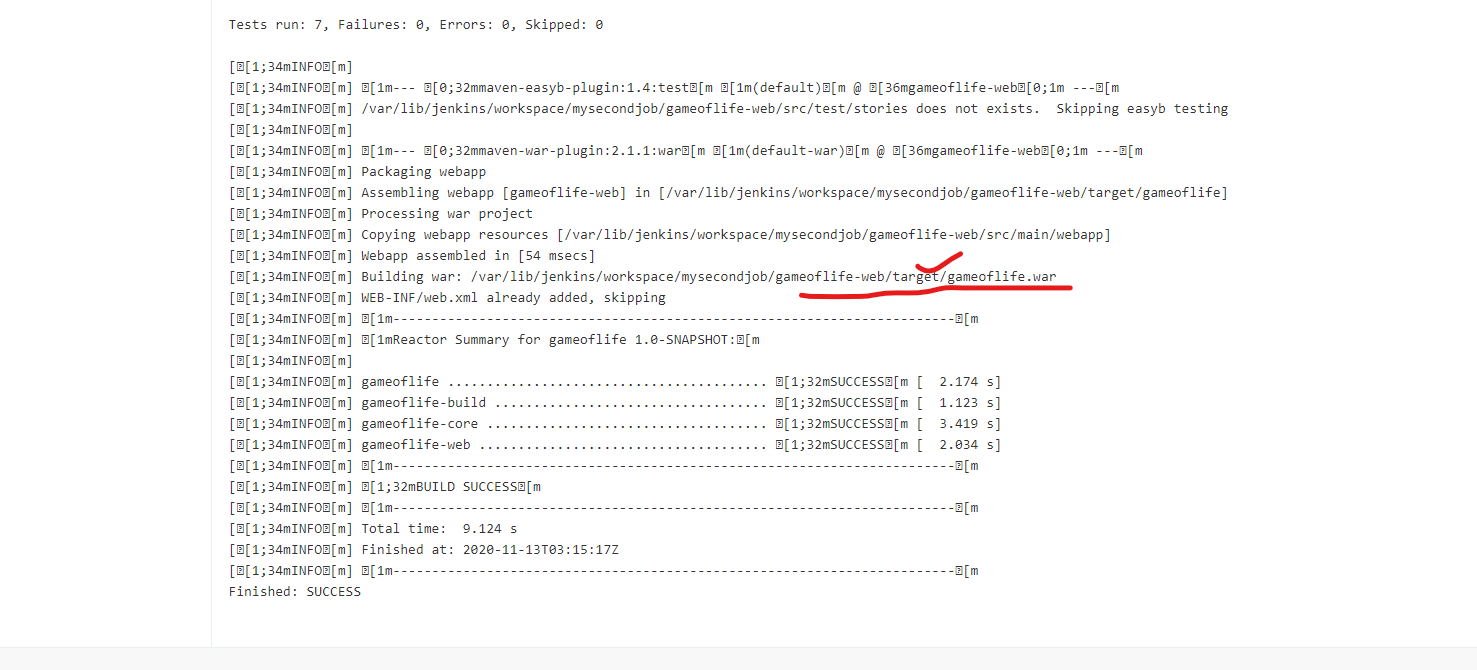 Tests run: 7, Failures: 0, Errors: 0, Skipped: 0
[[1;34mINFO[m]
[[1;34mINFO[m] [1m--- [0;32mmaven-easyb-plugin:1.4:test[m [1m(default)[m @ [36mgameoflife-web[0;1m ---[m
[[1;34mINFO[m] /var/lib/jenkins/workspace/mysecondjob/gameoflife-web/src/test/stories does not exists.  Skipping easyb testing
[[1;34mINFO[m]
[[1;34mINFO[m] [1m--- [0;32mmaven-war-plugin:2.1.1:war[m [1m(default-war)[m @ [36mgameoflife-web[0;1m ---[m
[[1;34mINFO[m] Packaging webapp
[[1;34mINFO[m] Assembling webapp [gameoflife-web] in [/var/lib/jenkins/workspace/mysecondjob/gameoflife-web/target/gameoflife]
[[1;34mINFO[m] Processing war project
[[1;34mINFO[m] Copying webapp resources [/var/lib/jenkins/workspace/mysecondjob/gameoflife-web/src/main/webapp]
[[1;34mINFO[m] Webapp assembled in [54 msecs]
[[1;34mINFO[m] Building war: /var/lib/jenkins/workspace/mysecondjob/gameoflife-web/target/gameoflife.war
[[1;34mINFO[m] WEB-INF/web.xml already added, skipping
[[1;34mINFO[m] [1m------------------------------------------------------------------------[m
[[1;34mINFO[m] [1mReactor Summary for gameoflife 1.0-SNAPSHOT:[m
[[1;34mINFO[m]
[[1;34mINFO[m] gameoflife ......................................... [1;32mSUCCESS[m [  2.174 s]
[[1;34mINFO[m] gameoflife-build ................................... [1;32mSUCCESS[m [  1.123 s]
[[1;34mINFO[m] gameoflife-core .................................... [1;32mSUCCESS[m [  3.419 s]
[[1;34mINFO[m] gameoflife-web ..................................... [1;32mSUCCESS[m [  2.034 s]
[[1;34mINFO[m] [1m------------------------------------------------------------------------[m
[[1;34mINFO[m] [1;32mBUILD SUCCESS[m
[[1;34mINFO[m] [1m------------------------------------------------------------------------[m
[[1;34mINFO[m] Total time:  9.124 s
[[1;34mINFO[m] Finished at: 2020-11-13T03:15:17Z
[[1;34mINFO[m] [1m------------------------------------------------------------------------[m
Finished: SUCCESS